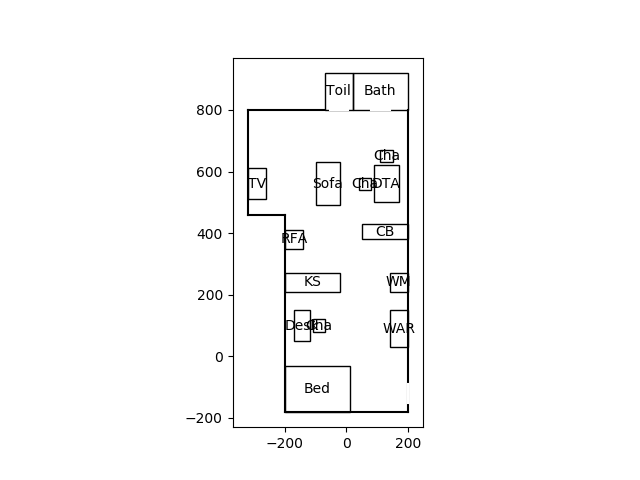 Toil Bath
800
Cha
600
TV Sofa Cha DTA
400
RFA CB
KS WM
200
Desk Cha WAR
0
Bed
−200
−200 0 200